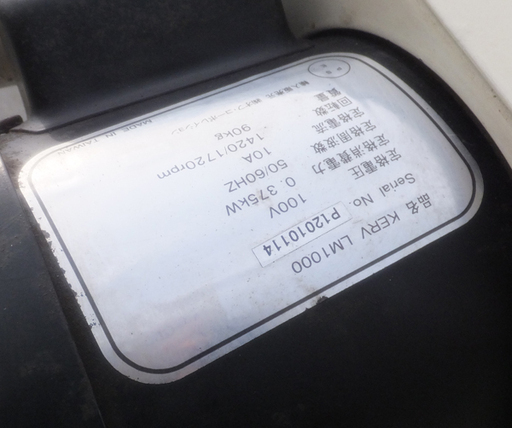 品名 KERV LM1000
Serial No. P12010114
定格電圧 100V
定格消費電力 0.375kW
定格周波数 50/60HZ
定格電流 10A
回転数 1420/1720rpm
質量 90kg
MADE IN TAIWAN